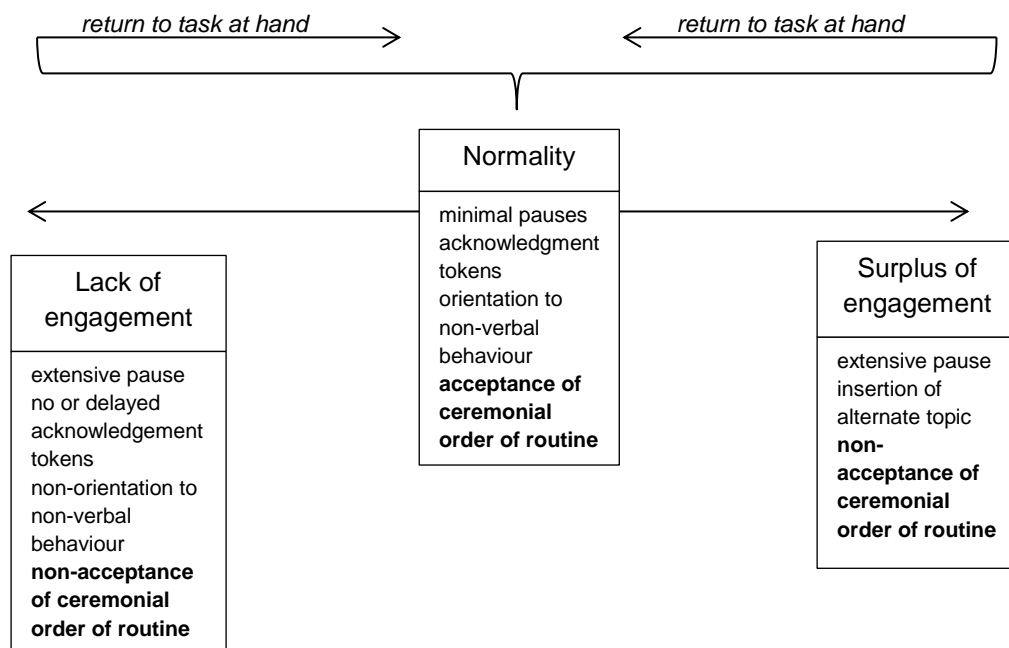 return to task at hand
return to task at hand
Normality
minimal pauses
acknowledgment
tokens
orientation to
non-verbal
behaviour
acceptance of
ceremonial
order of routine
Lack of
engagement
extensive pause
no or delayed
acknowledgement
tokens
non-orientation to
non-verbal
behaviour
non-acceptance
of ceremonial
order of routine
Surplus of
engagement
extensive pause
insertion of
alternate topic
non-
acceptance of
ceremonial
order of routine